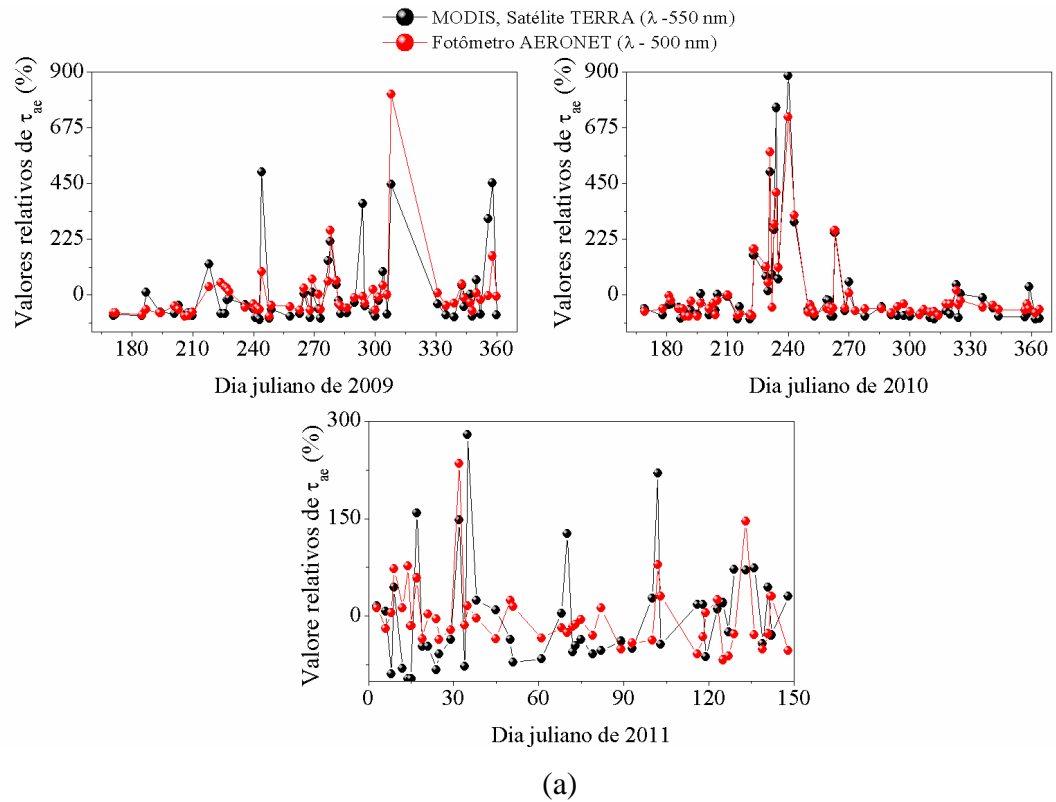 MODIS, Satélite TERRA (λ -550 nm)
Fotômetro AERONET (λ - 500 nm)
Valores relativos de τae (%)
900
675
450
225
0
180 210 240 270 300 330 360
Dia juliano de 2009
Valores relativos de τae (%)
900
675
450
225
0
180 210 240 270 300 330 360
Dia juliano de 2010
Valore relativos de τae (%)
300
150
0
0 30 60 90 120 150
Dia juliano de 2011
(a)